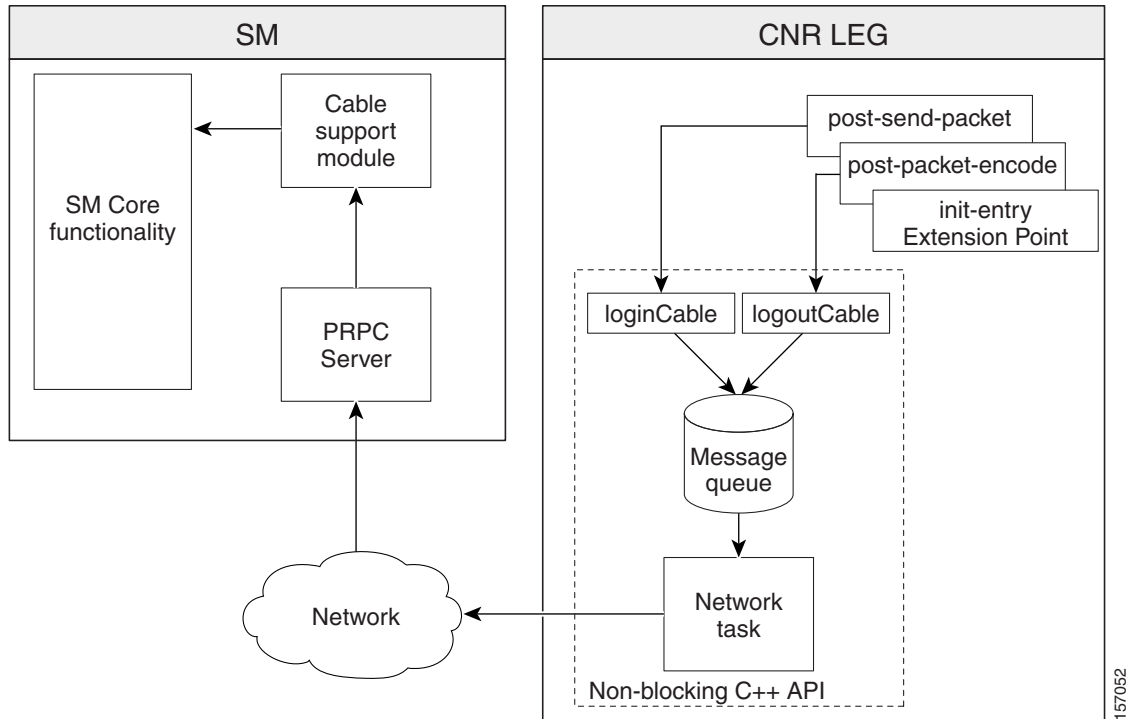 SM
CNR LEG
Cable
support
module
SM Core
functionality
PRPC
Server
post-send-packet
post-packet-encode
init-entry
Extension Point
loginCable
logoutCable
Message
queue
Network
task
Network
Non-blocking C++ API
157052